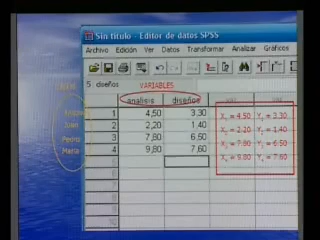 Sin título - Editor de datos SPSS
Archivo Edición Ver Datos Transformar Analizar Gráficos
5 : diseños
VARIABLES
analisis diseños
1 4,50 3,30
2 2,20 1,40
3 7,80 6,50
4 9,80 7,60
Juan
Pedro
María
X₁ = 4.50 Y₁ = 3.30
X₂ = 2.20 Y₂ = 1.40
X₃ = 7.80 Y₃ = 6.50
X₄ = 9.80 Y₄ = 7.60